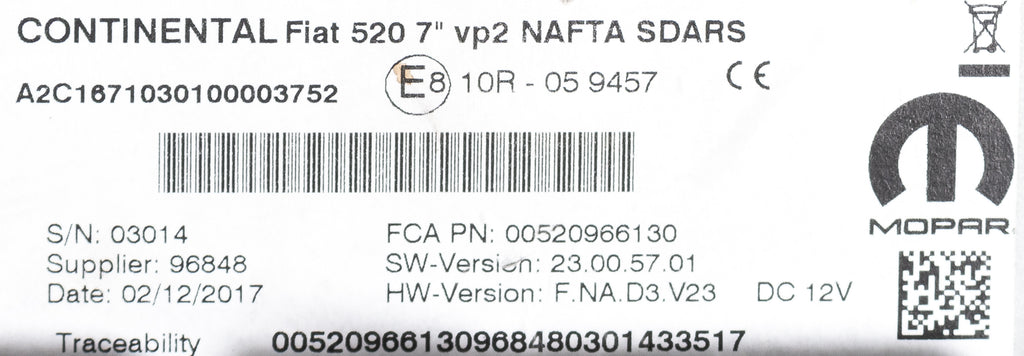 CONTINENTAL Fiat 520 7" vp2 NAFTA SDARS
A2C1671030100003752
E8 10R - 05 9457
CE
MOPAR
S/N: 03014
FCA PN: 00520966130
Supplier: 96848
SW-Version: 23.00.57.01
Date: 02/12/2017
HW-Version: F.NA.D3.V23
DC 12V
Traceability 00520966130968480301433517